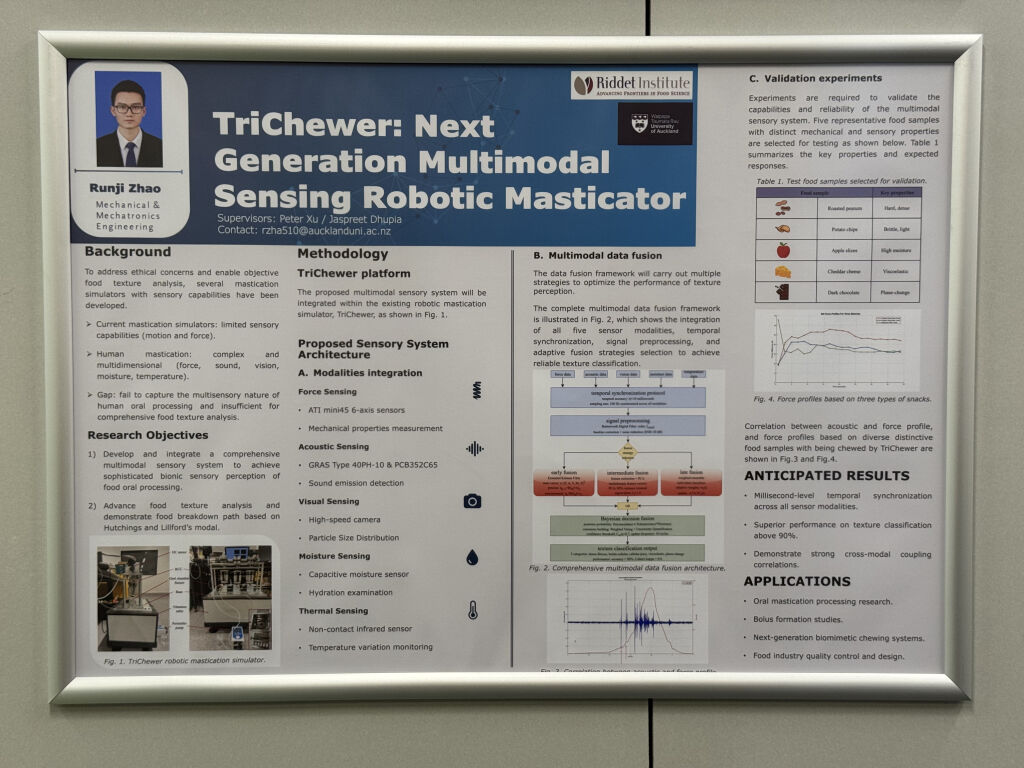 Runji Zhao
Mechanical &
Mechatronics
Engineering
TriChewer: Next
Generation Multimodal
Sensing Robotic Masticator
Supervisors: Peter Xu / Jaspreet Dhupia
Contact: rzha510@aucklanduni.ac.nz
Riddet Institute
ADVANCING FRONTIERS IN FOOD SCIENCE
Waipapa
Taumata Rau
University
of Auckland
Background
To address ethical concerns and enable objective
food texture analysis, several mastication
simulators with sensory capabilities have been
developed.
➢ Current mastication simulators: limited sensory
capabilities (motion and force).
➢ Human mastication: complex and
multidimensional (force, sound, vision,
moisture, temperature).
➢ Gap: fail to capture the multisensory nature of
human oral processing and insufficient for
comprehensive food texture analysis.
Research Objectives
1) Develop and integrate a comprehensive
multimodal sensory system to achieve
sophisticated bionic sensory perception of
food oral processing.
2) Advance food texture analysis and
demonstrate food breakdown path based on
Hutchings and Lillford's modal.
Fig. 1. TriChewer robotic mastication simulator.
Methodology
TriChewer platform
The proposed multimodal sensory system will be
integrated within the existing robotic mastication
simulator, TriChewer, as shown in Fig. 1.
Proposed Sensory System
Architecture
A. Modalities integration
Force Sensing
• ATI mini45 6-axis sensors
• Mechanical properties measurement
Acoustic Sensing
• GRAS Type 40PH-10 & PCB352C65
• Sound emission detection
Visual Sensing
• High-speed camera
• Particle Size Distribution
Moisture Sensing
• Capacitive moisture sensor
• Hydration examination
Thermal Sensing
• Non-contact infrared sensor
• Temperature variation monitoring
B. Multimodal data fusion
The data fusion framework will carry out multiple
strategies to optimize the performance of texture
perception.
The complete multimodal data fusion framework
is illustrated in Fig. 2, which shows the integration
of all five sensor modalities, temporal
synchronization, signal preprocessing, and
adaptive fusion strategies selection to achieve
reliable texture classification.
force data
acoustic data
vision data
moisture data
temporal synchronization protocol
signal preprocessing
early fusion
intermediate fusion
late fusion
Bayesian decision fusion
texture classification output
Fig. 2. Comprehensive multimodal data fusion architecture.
Fig. 3. Correlation between acoustic and force profile.
C. Validation experiments
Experiments are required to validate the
capabilities and reliability of the multimodal
sensory system. Five representative food samples
with distinct mechanical and sensory properties
are selected for testing as shown below. Table 1
summarizes the key properties and expected
responses.
Table 1. Test food samples selected for validation.
Food sample Key properties
Roasted peanuts Hard, dense
Potato chips Brittle, light
Apple slices High moisture
Cheddar cheese Viscoelastic
Dark chocolate Phase-change
Fig. 4. Force profiles based on three types of snacks.
Correlation between acoustic and force profile,
and force profiles based on diverse distinctive
food samples with being chewed by TriChewer are
shown in Fig.3 and Fig.4.
ANTICIPATED RESULTS
• Millisecond-level temporal synchronization
across all sensor modalities.
• Superior performance on texture classification
above 90%.
• Demonstrate strong cross-modal coupling
correlations.
APPLICATIONS
• Oral mastication processing research.
• Bolus formation studies.
• Next-generation biomimetic chewing systems.
• Food industry quality control and design.